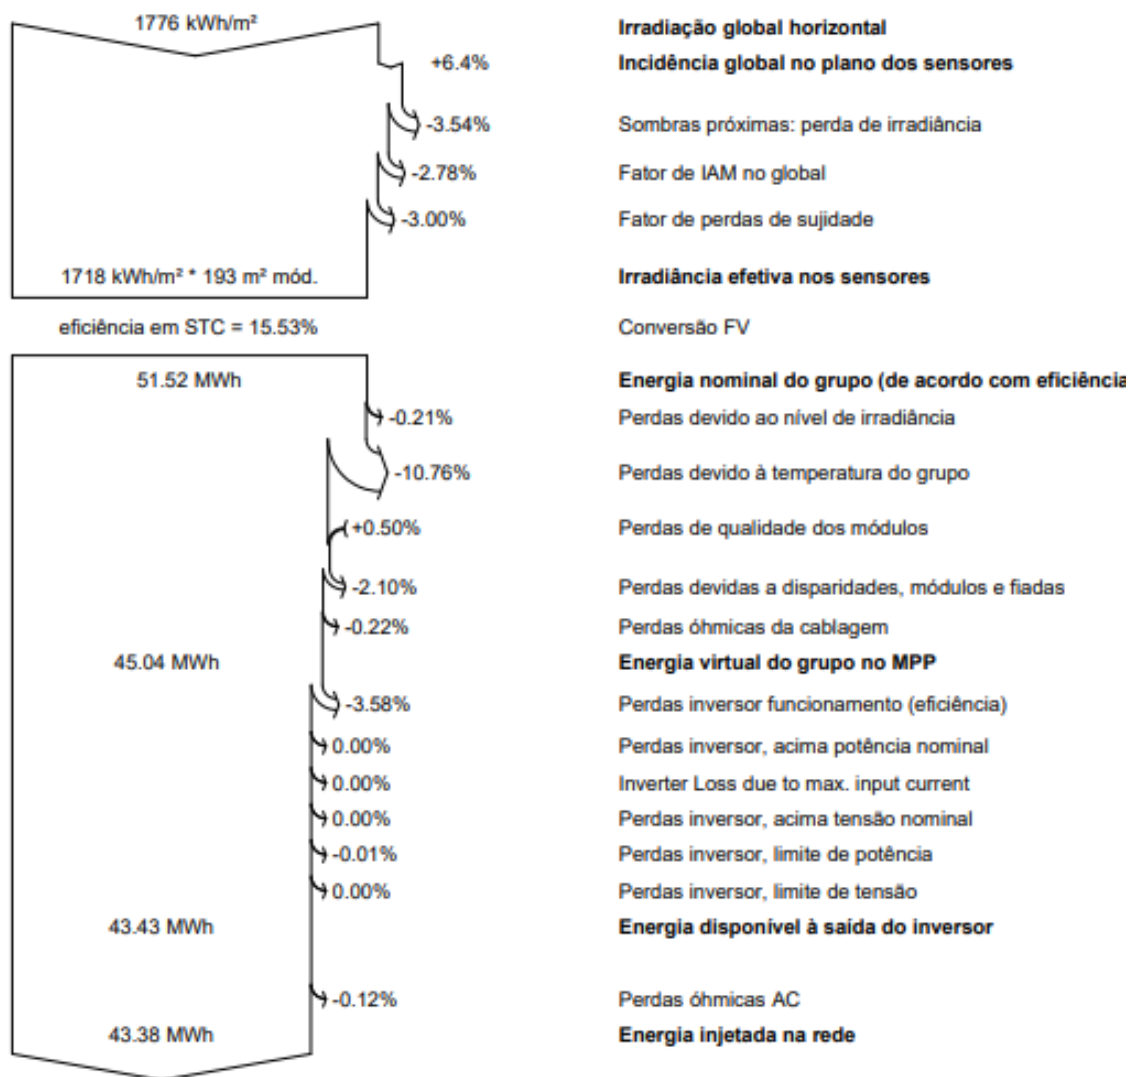 1776 kWh/m² Irradiação global horizontal
+6.4% Incidência global no plano dos sensores
-3.54% Sombras próximas: perda de irradiância
-2.78% Fator de IAM no global
-3.00% Fator de perdas de sujidade
1718 kWh/m² * 193 m² mód. Irradiância efetiva nos sensores
eficiência em STC = 15.53% Conversão FV
51.52 MWh Energia nominal do grupo (de acordo com eficiência
-0.21% Perdas devido ao nível de irradiância
-10.76% Perdas devido à temperatura do grupo
+0.50% Perdas de qualidade dos módulos
-2.10% Perdas devidas a disparidades, módulos e fiadas
-0.22% Perdas óhmicas da cablagem
45.04 MWh Energia virtual do grupo no MPP
-3.58% Perdas inversor funcionamento (eficiência)
0.00% Perdas inversor, acima potência nominal
0.00% Inverter Loss due to max. input current
0.00% Perdas inversor, acima tensão nominal
-0.01% Perdas inversor, limite de potência
0.00% Perdas inversor, limite de tensão
43.43 MWh Energia disponível à saída do inversor
-0.12% Perdas óhmicas AC
43.38 MWh Energia injetada na rede